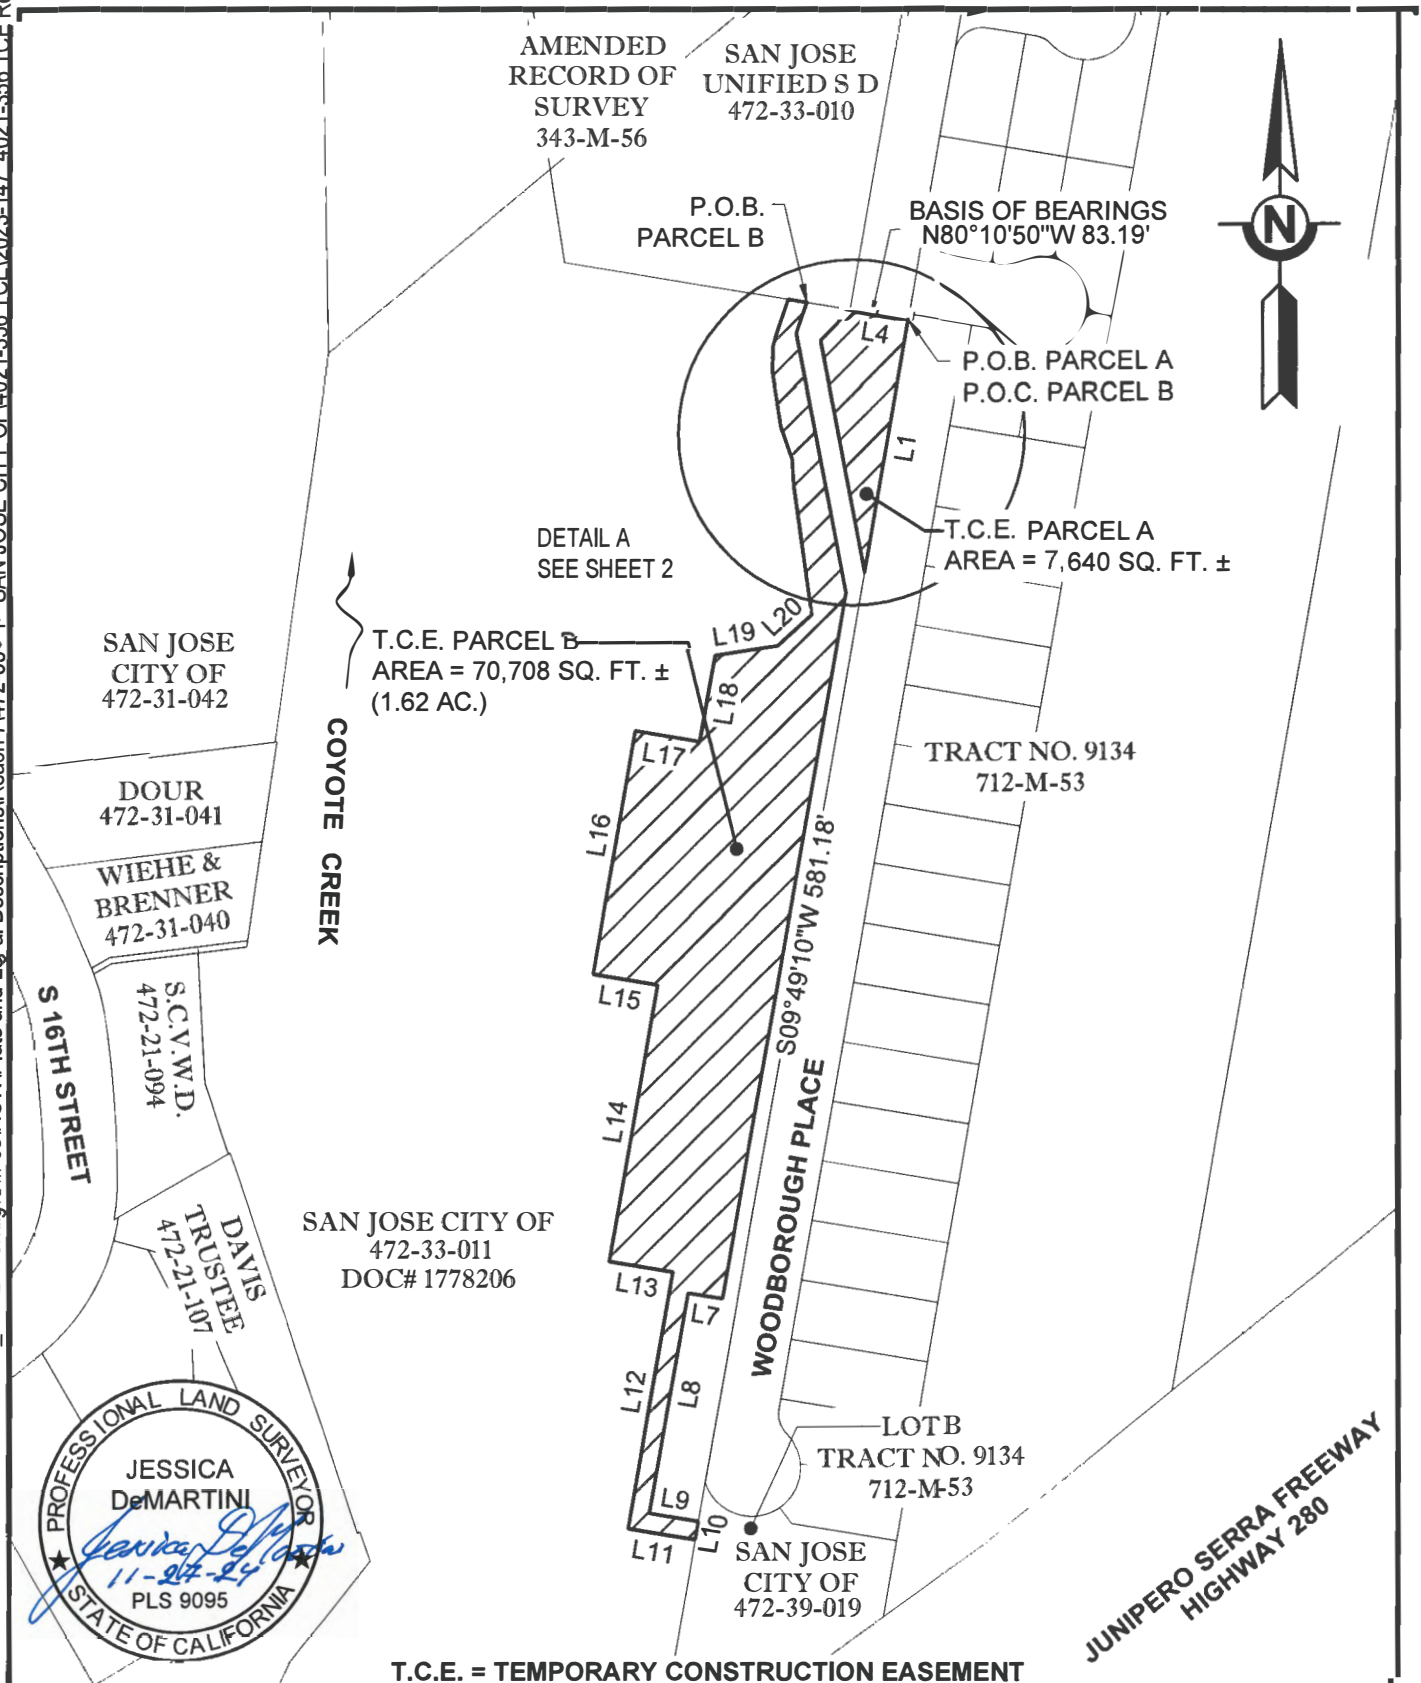 AMENDED
RECORD OF
SURVEY
343-M-56
SAN JOSE
UNIFIED S D
472-33-010
P.O.B.
PARCEL B
BASIS OF BEARINGS
N80°10'50"W 83.19'
N
L4
P.O.B. PARCEL A
P.O.C. PARCEL B
L1
T.C.E. PARCEL A
AREA = 7,640 SQ. FT. ±
DETAIL A
SEE SHEET 2
L20
L19
T.C.E. PARCEL B
AREA = 70,708 SQ. FT. ±
(1.62 AC.)
SAN JOSE
CITY OF
472-31-042
L18
L17
COYOTE CREEK
TRACT NO. 9134
712-M-53
DOUR
472-31-041
L16
WIEHE &
BRENNER
472-31-040
S09°49'10"W 581.18'
L15
S.C.V.W.D.
472-21-094
S 16TH STREET
L14
WOODBOROUGH PLACE
DAVIS
TRUSTEE
472-21-107
SAN JOSE CITY OF
472-33-011
DOC# 1778206
L13
L7
L12
L8
LOT B
TRACT NO. 9134
712-M-53
L9
L10
L11
SAN JOSE
CITY OF
472-39-019
JUNIPERO SERRA FREEWAY
HIGHWAY 280
PROFESSIONAL LAND SURVEYOR
JESSICA
DeMARTINI
11-27-24
PLS 9095
STATE OF CALIFORNIA
T.C.E. = TEMPORARY CONSTRUCTION EASEMENT